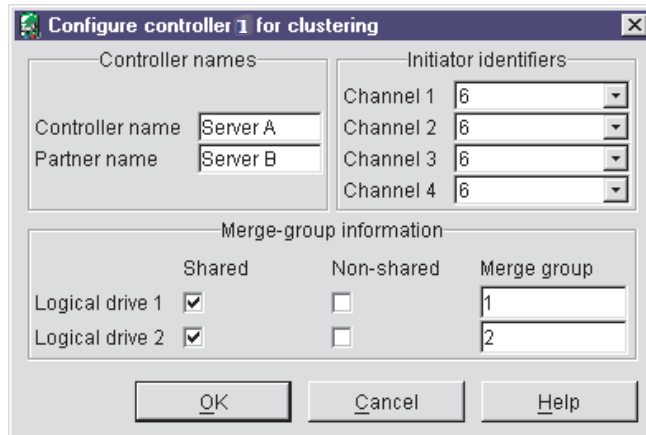 Configure controller 1 for clustering
Controller names
Controller name Server A
Partner name Server B
Initiator identifiers
Channel 1 6
Channel 2 6
Channel 3 6
Channel 4 6
Merge-group information
Shared Non-shared Merge group
Logical drive 1 1
Logical drive 2 2
OK Cancel Help